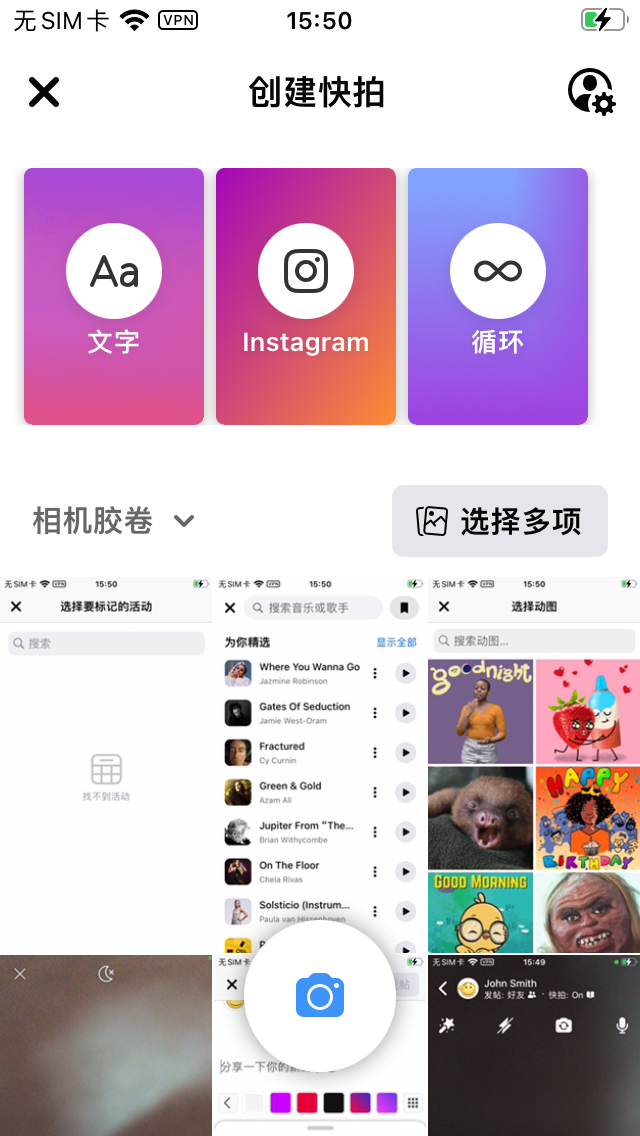 无SIM卡 VPN 15:50
创建快拍
Aa
文字
Instagram
循环
相机胶卷
选择多项
无SIM卡 VPN 15:50
选择要标记的活动
搜索
找不到活动
无SIM卡 VPN 15:50
搜索音乐或歌手
为你精选 显示全部
Where You Wanna Go
Jazmine Robinson
Gates Of Seduction
Jamie West-Oram
Fractured
Cy Curnin
Green & Gold
Azam Ali
Jupiter From “The...
Brian Withycombe
On The Floor
Chela Rivas
Solsticio (Instrum...
Paula van Hissenhoven
无SIM卡 VPN 15:50
选择动图
搜索动图...
goodnight
HAPPY
BIRTHDAY
GOOD MORNING
无SIM卡
帖
分享一下你的新
无SIM卡 VPN 15:49
John Smith
发帖: 好友 · 快拍: On